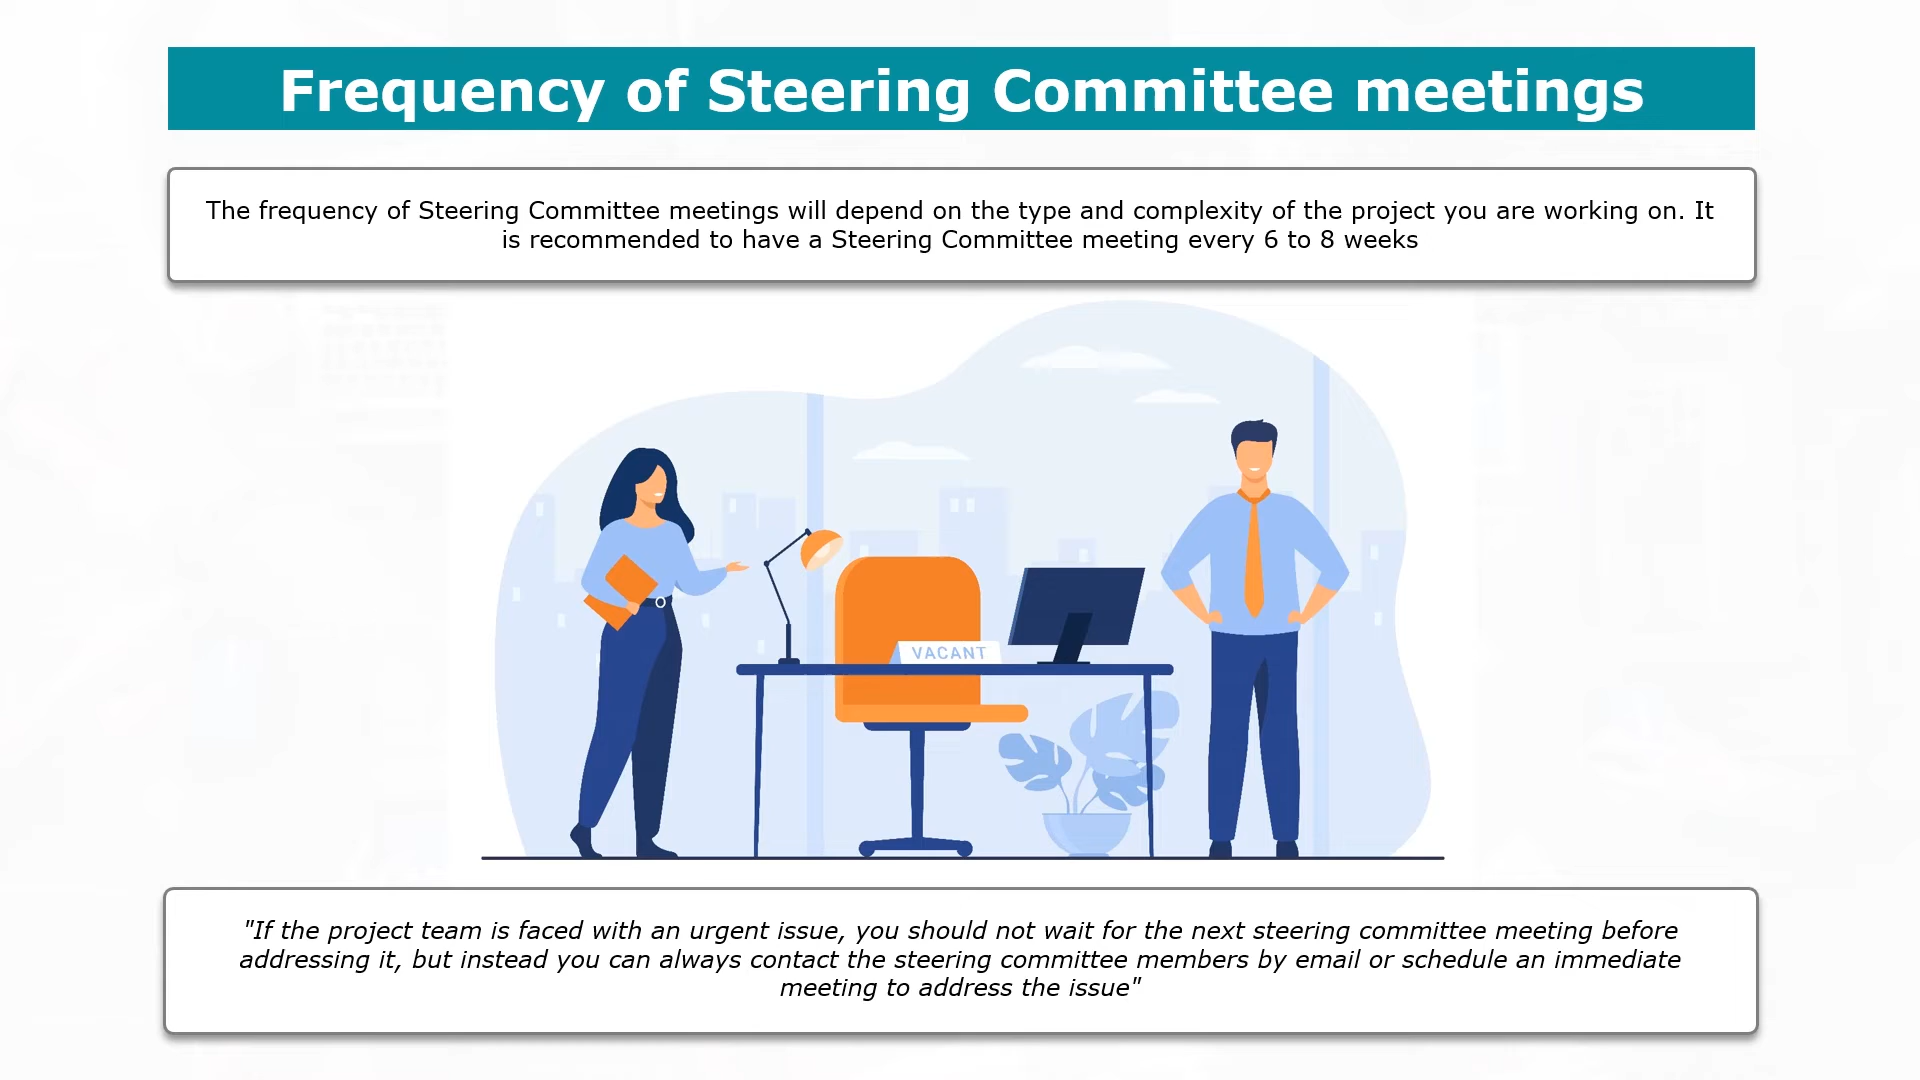 Frequency of Steering Committee meetings
The frequency of Steering Committee meetings will depend on the type and complexity of the project you are working on. It
is recommended to have a Steering Committee meeting every 6 to 8 weeks
VACANT
"If the project team is faced with an urgent issue, you should not wait for the next steering committee meeting before
addressing it, but instead you can always contact the steering committee members by email or schedule an immediate
meeting to address the issue"